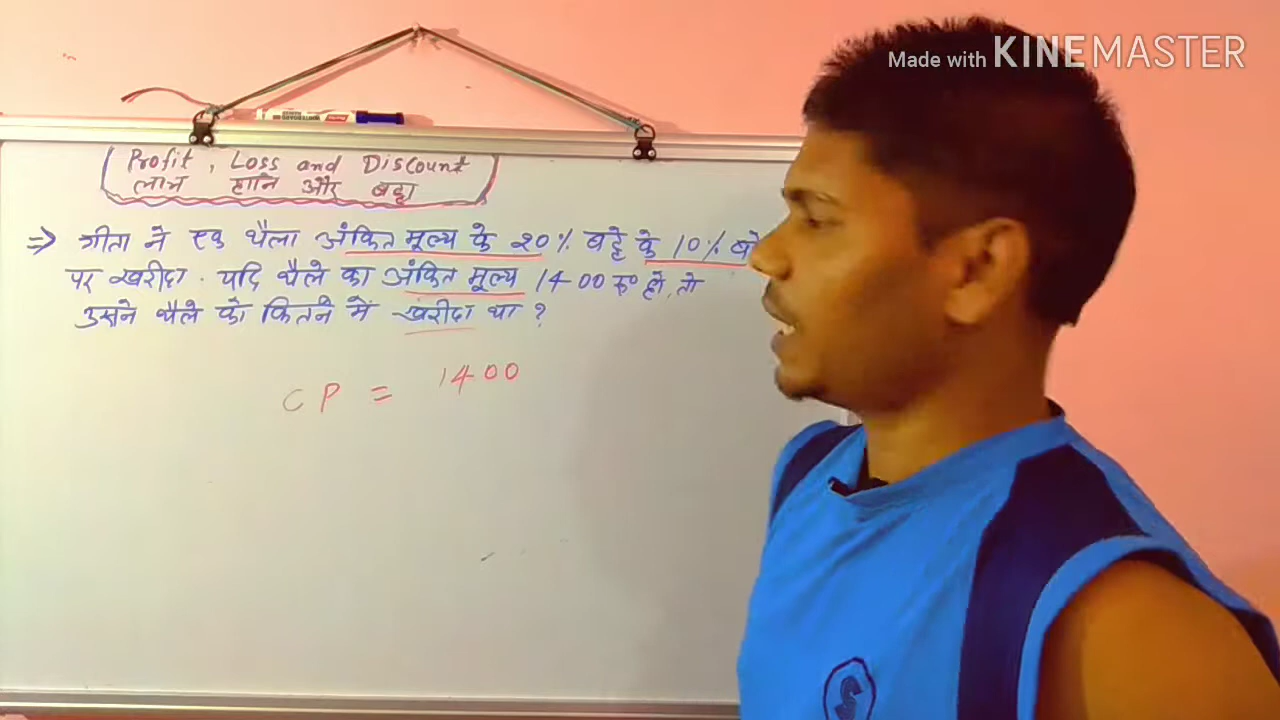 Made with KINEMASTER
Profit, Loss and Discount
लाभ हानि और बट्टा
⇒ गीता ने एक थैला अंकित मूल्य के 20% बट्टे के 10% बट्टे
पर खरीदा. यदि थैले का अंकित मूल्य 1400 रु० हो, तो
उसने थैले को कितने में खरीदा था ?
CP = 1400